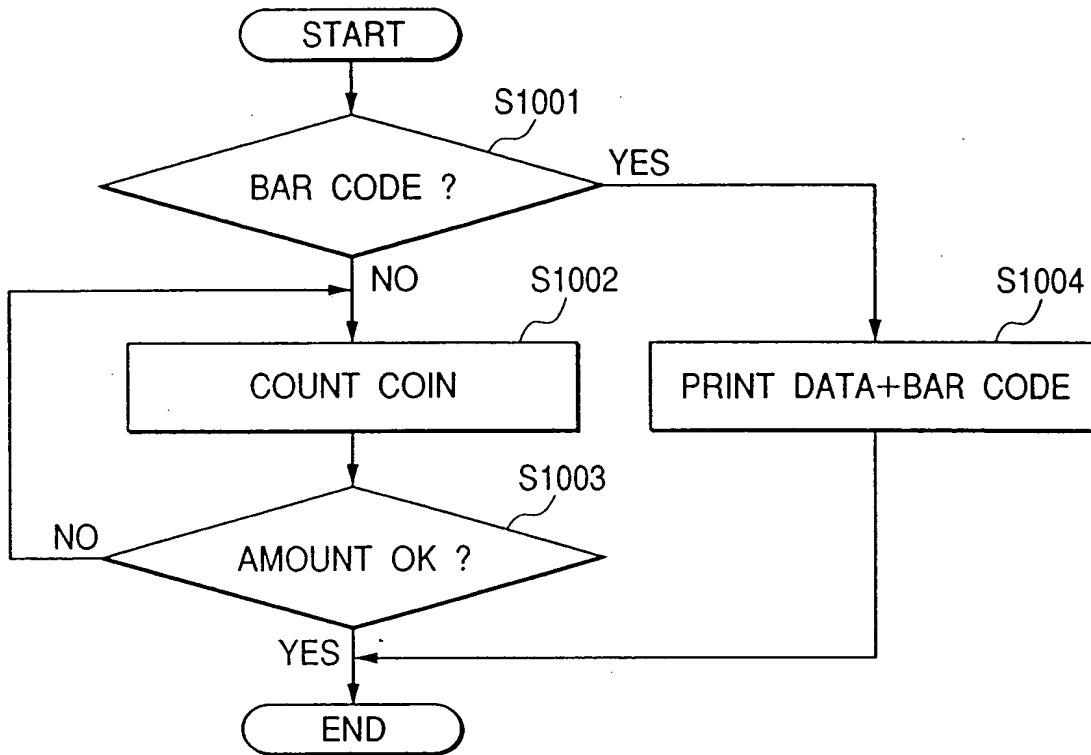 START
S1001
BAR CODE ?
YES
NO
S1002
COUNT COIN
S1004
PRINT DATA+BAR CODE
S1003
AMOUNT OK ?
NO
YES
END